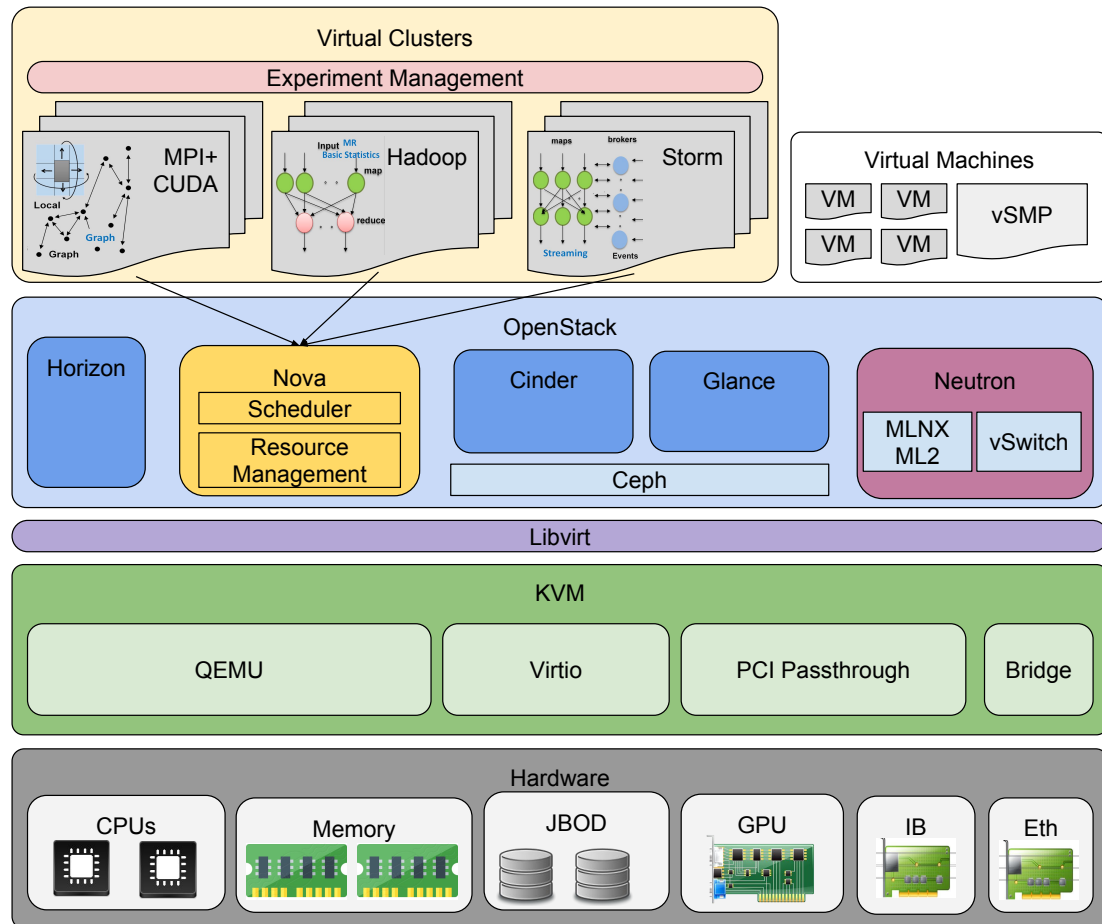 Virtual Clusters
Experiment Management
MPI+
CUDA
Local
Graph
Graph
Input MR
Basic Statistics
map
reduce
Hadoop
maps
brokers
Streaming
Events
Storm
Virtual Machines
VM
VM
VM
VM
vSMP
OpenStack
Horizon
Nova
Scheduler
Resource
Management
Cinder
Glance
Ceph
Neutron
MLNX
ML2
vSwitch
Libvirt
KVM
QEMU
Virtio
PCI Passthrough
Bridge
Hardware
CPUs
Memory
JBOD
GPU
IB
Eth